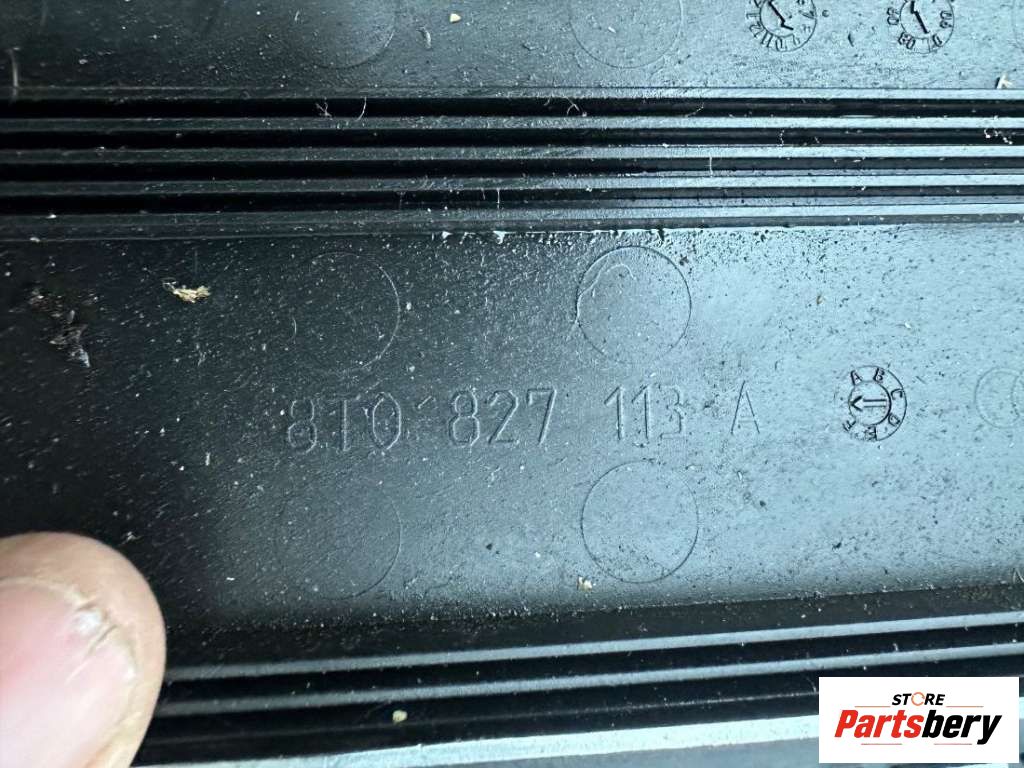 8T0 827 113 A
A B C D E F
STORE
Partsbery